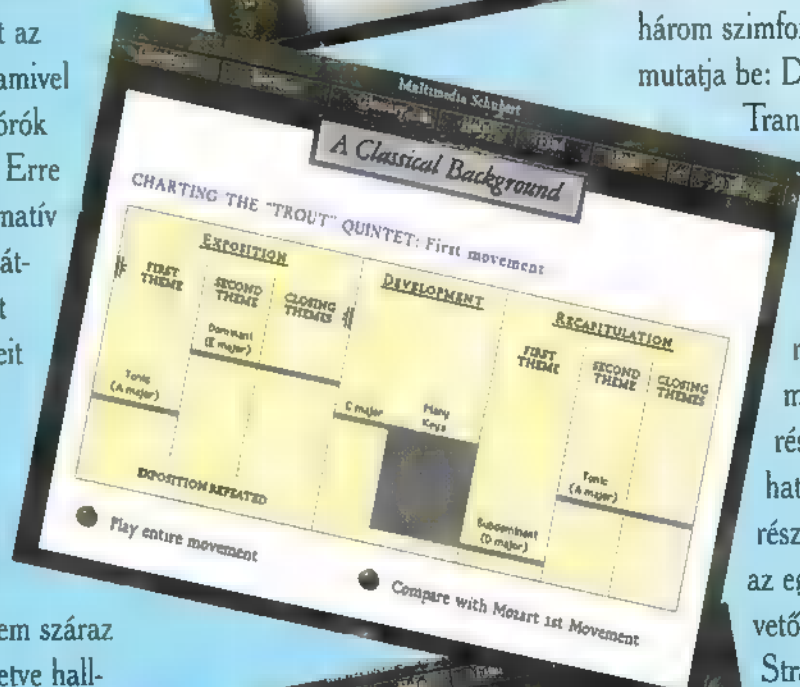 t az
amivel
órók
Erre
matív
át-
t
eit
em száraz
etve hall-
három szimfon
mutatja be: D
Tran
m
rés
hat
rész
az eg
vető
Stra
Multimedia Schubert
A Classical Background
CHARTING THE "TROUT" QUINTET: First movement
EXPOSITION
FIRST THEME
SECOND THEME
CLOSING THEMES
Tonic
(A major)
Dominant
(E major)
EXPOSITION REPEATED
DEVELOPMENT
C major
Many
Keys
RECAPITULATION
FIRST THEME
SECOND THEME
CLOSING THEMES
Subdominant
(D major)
Tonic
(A major)
Play entire movement
Compare with Mozart 1st Movement